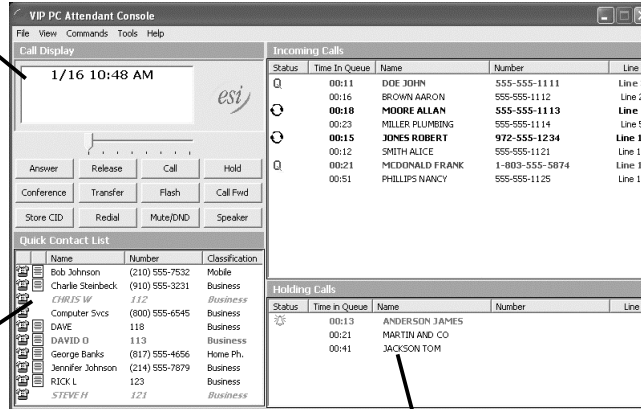 VIP PC Attendant Console
File View Commands Tools Help
Call Display
1/16 10:48 AM
esi
Answer Release Call Hold
Conference Transfer Flash Call Fwd
Store CID Redial Mute/DND Speaker
Quick Contact List
Name Number Classification
Bob Johnson (210) 555-7532 Mobile
Charlie Steinbeck (910) 555-3231 Business
CHRIS W 112 Business
Computer Svcs (800) 555-6545 Business
DAVE 118 Business
DAVID O 113 Business
George Banks (817) 555-4656 Home Ph.
Jennifer Johnson (214) 555-7879 Business
RICK L 123 Business
STEVE H 121 Business
Incoming Calls
Status Time In Queue Name Number Line
00:11 DOE JOHN 555-555-1111 Line
00:16 BROWN AARON 555-555-1112 Line 2
00:18 MOORE ALLAN 555-555-1113 Line
00:23 MILLER PLUMBING 555-555-1114 Line 5
00:15 JONES ROBERT 972-555-1234 Line 1
00:12 SMITH ALICE 555-555-1121 Line 1
00:21 MCDONALD FRANK 1-803-555-5874 Line 1
00:51 PHILLIPS NANCY 555-555-1125 Line 1
Holding Calls
Status Time in Queue Name Number Line
00:13 ANDERSON JAMES
00:21 MARTIN AND CO
00:41 JACKSON TOM